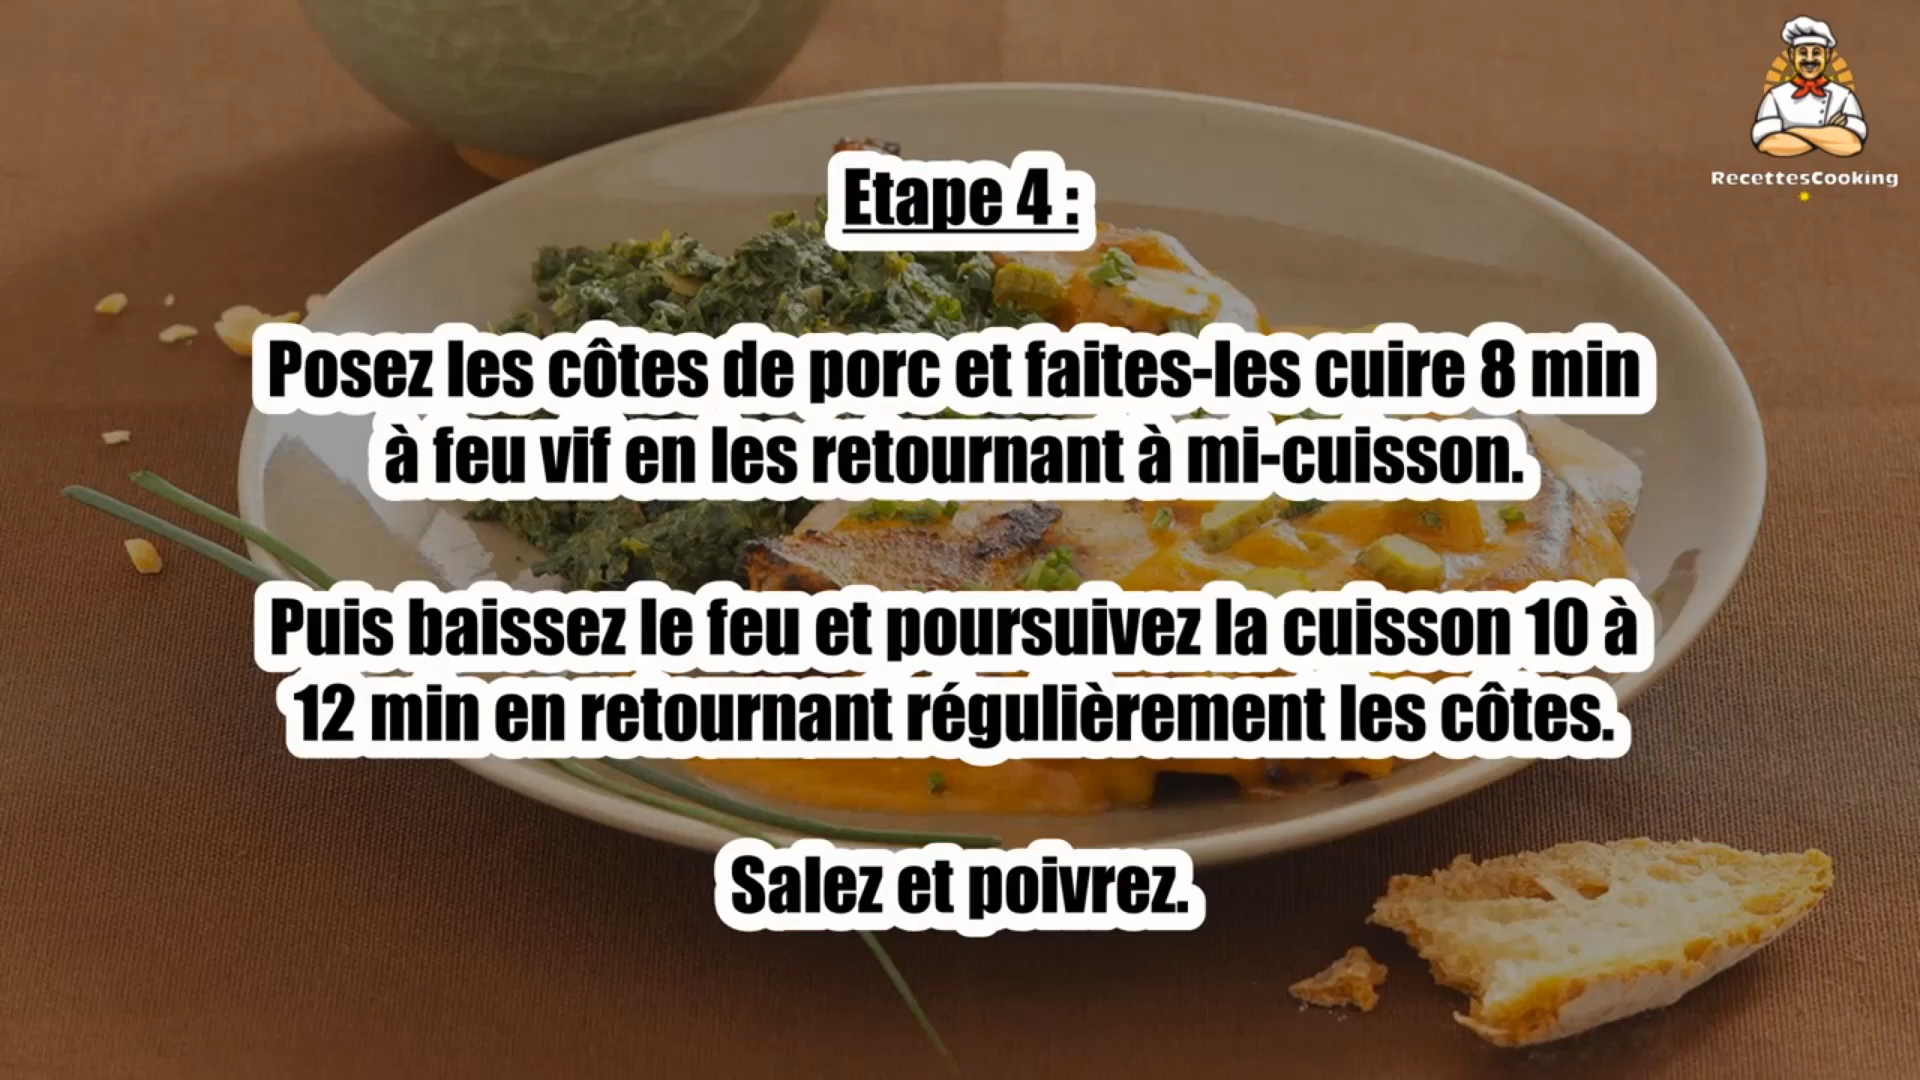 RecettesCooking
Etape 4 :
Posez les côtes de porc et faites-les cuire 8 min
à feu vif en les retournant à mi-cuisson.
Puis baissez le feu et poursuivez la cuisson 10 à
12 min en retournant régulièrement les côtes.
Salez et poivrez.